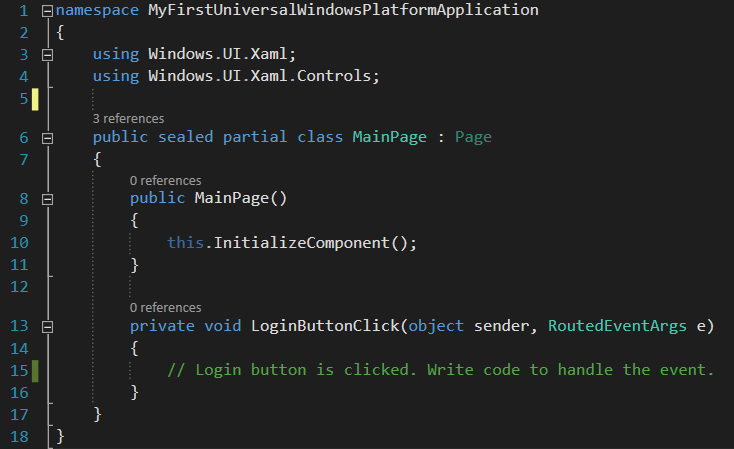 1 namespace MyFirstUniversalWindowsPlatformApplication
2 {
3 using Windows.UI.Xaml;
4 using Windows.UI.Xaml.Controls;
5
3 references
6 public sealed partial class MainPage : Page
7 {
0 references
8 public MainPage()
9 {
10 this.InitializeComponent();
11 }
12
0 references
13 private void LoginButtonClick(object sender, RoutedEventArgs e)
14 {
15 // Login button is clicked. Write code to handle the event.
16 }
17 }
18 }